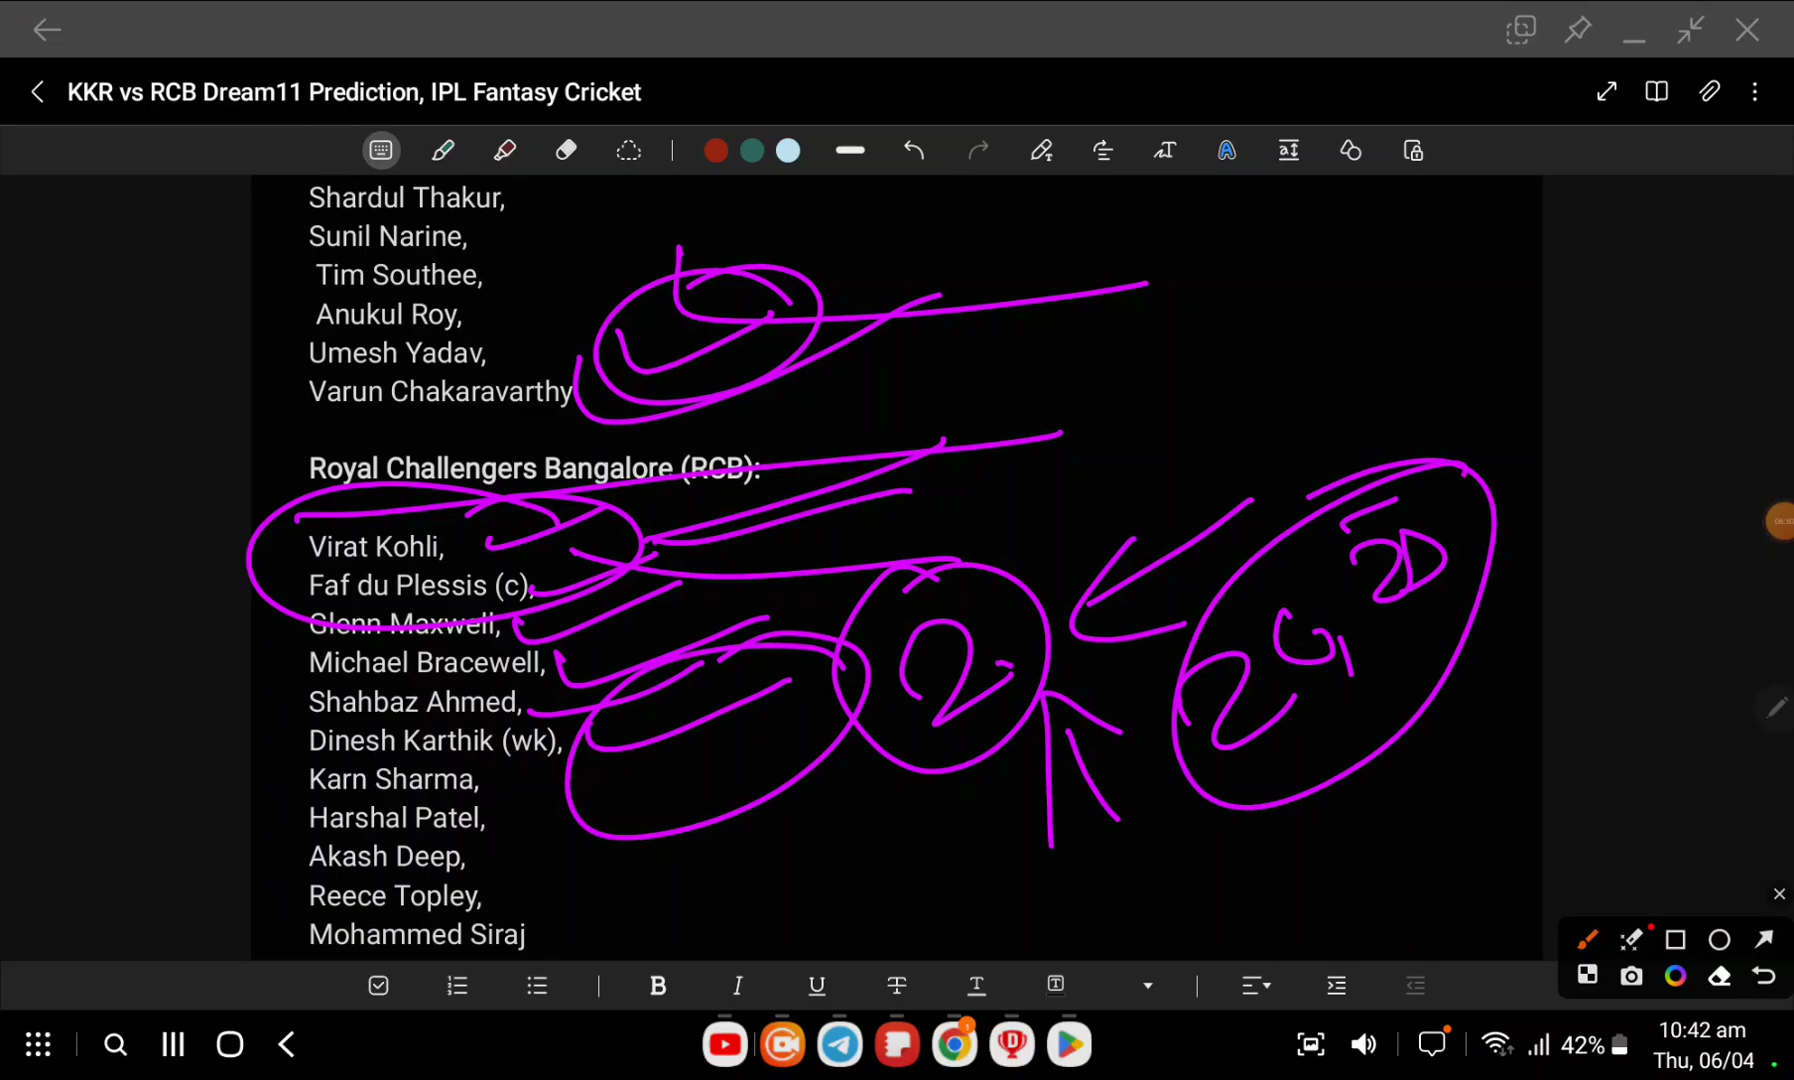 KKR vs RCB Dream11 Prediction, IPL Fantasy Cricket
Shardul Thakur,
Sunil Narine,
Tim Southee,
Anukul Roy,
Umesh Yadav,
Varun Chakaravarthy
Royal Challengers Bangalore (RCB):
Virat Kohli,
Faf du Plessis (c),
Glenn Maxwell,
Michael Bracewell,
Shahbaz Ahmed,
Dinesh Karthik (wk),
Karn Sharma,
Harshal Patel,
Akash Deep,
Reece Topley,
Mohammed Siraj
2
B I U T T T
42%
10:42 am
Thu, 06/04